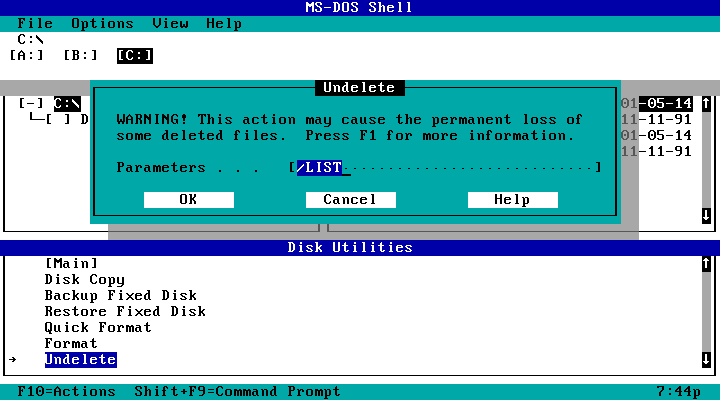 MS-DOS Shell
File Options View Help
C:\
[A:] [B:] [C:]
Undelete
[-] C:\ 01-05-14
WARNING! This action may cause the permanent loss of
[ ] D 11-11-91
some deleted files. Press F1 for more information.
01-05-14
11-11-91
Parameters . . . [/LIST_···························]
OK Cancel Help
Disk Utilities
[Main]
Disk Copy
Backup Fixed Disk
Restore Fixed Disk
Quick Format
Format
→ Undelete
F10=Actions Shift+F9=Command Prompt 7:44p